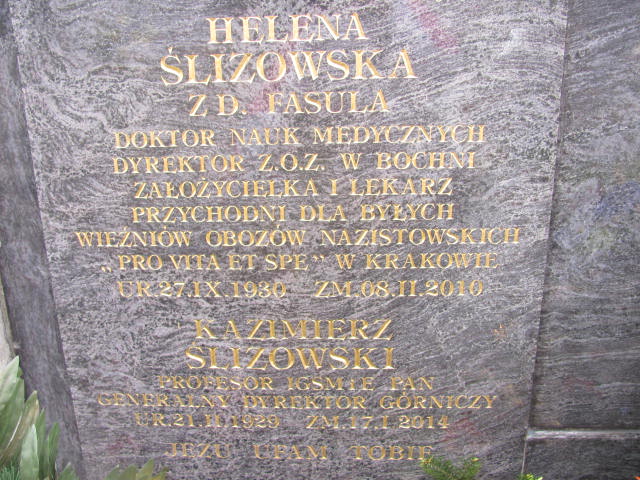 HELENA
ŚLIZOWSKA
Z D. FASULA
DOKTOR NAUK MEDYCZNYCH
DYREKTOR Z.O.Z. W BOCHNI
ZAŁOŻYCIELKA I LEKARZ
PRZYCHODNI DLA BYŁYCH
WIĘŹNIÓW OBOZÓW NAZISTOWSKICH
„PRO VITA ET SPE" W KRAKOWIE
UR.27.IX.1930 ZM.08.II.2010
KAZIMIERZ
ŚLIZOWSKI
PROFESOR IGSMiE PAN
GENERALNY DYREKTOR GÓRNICZY
UR.21.II.1929 ZM.17.I.2014
JEZU UFAM TOBIE